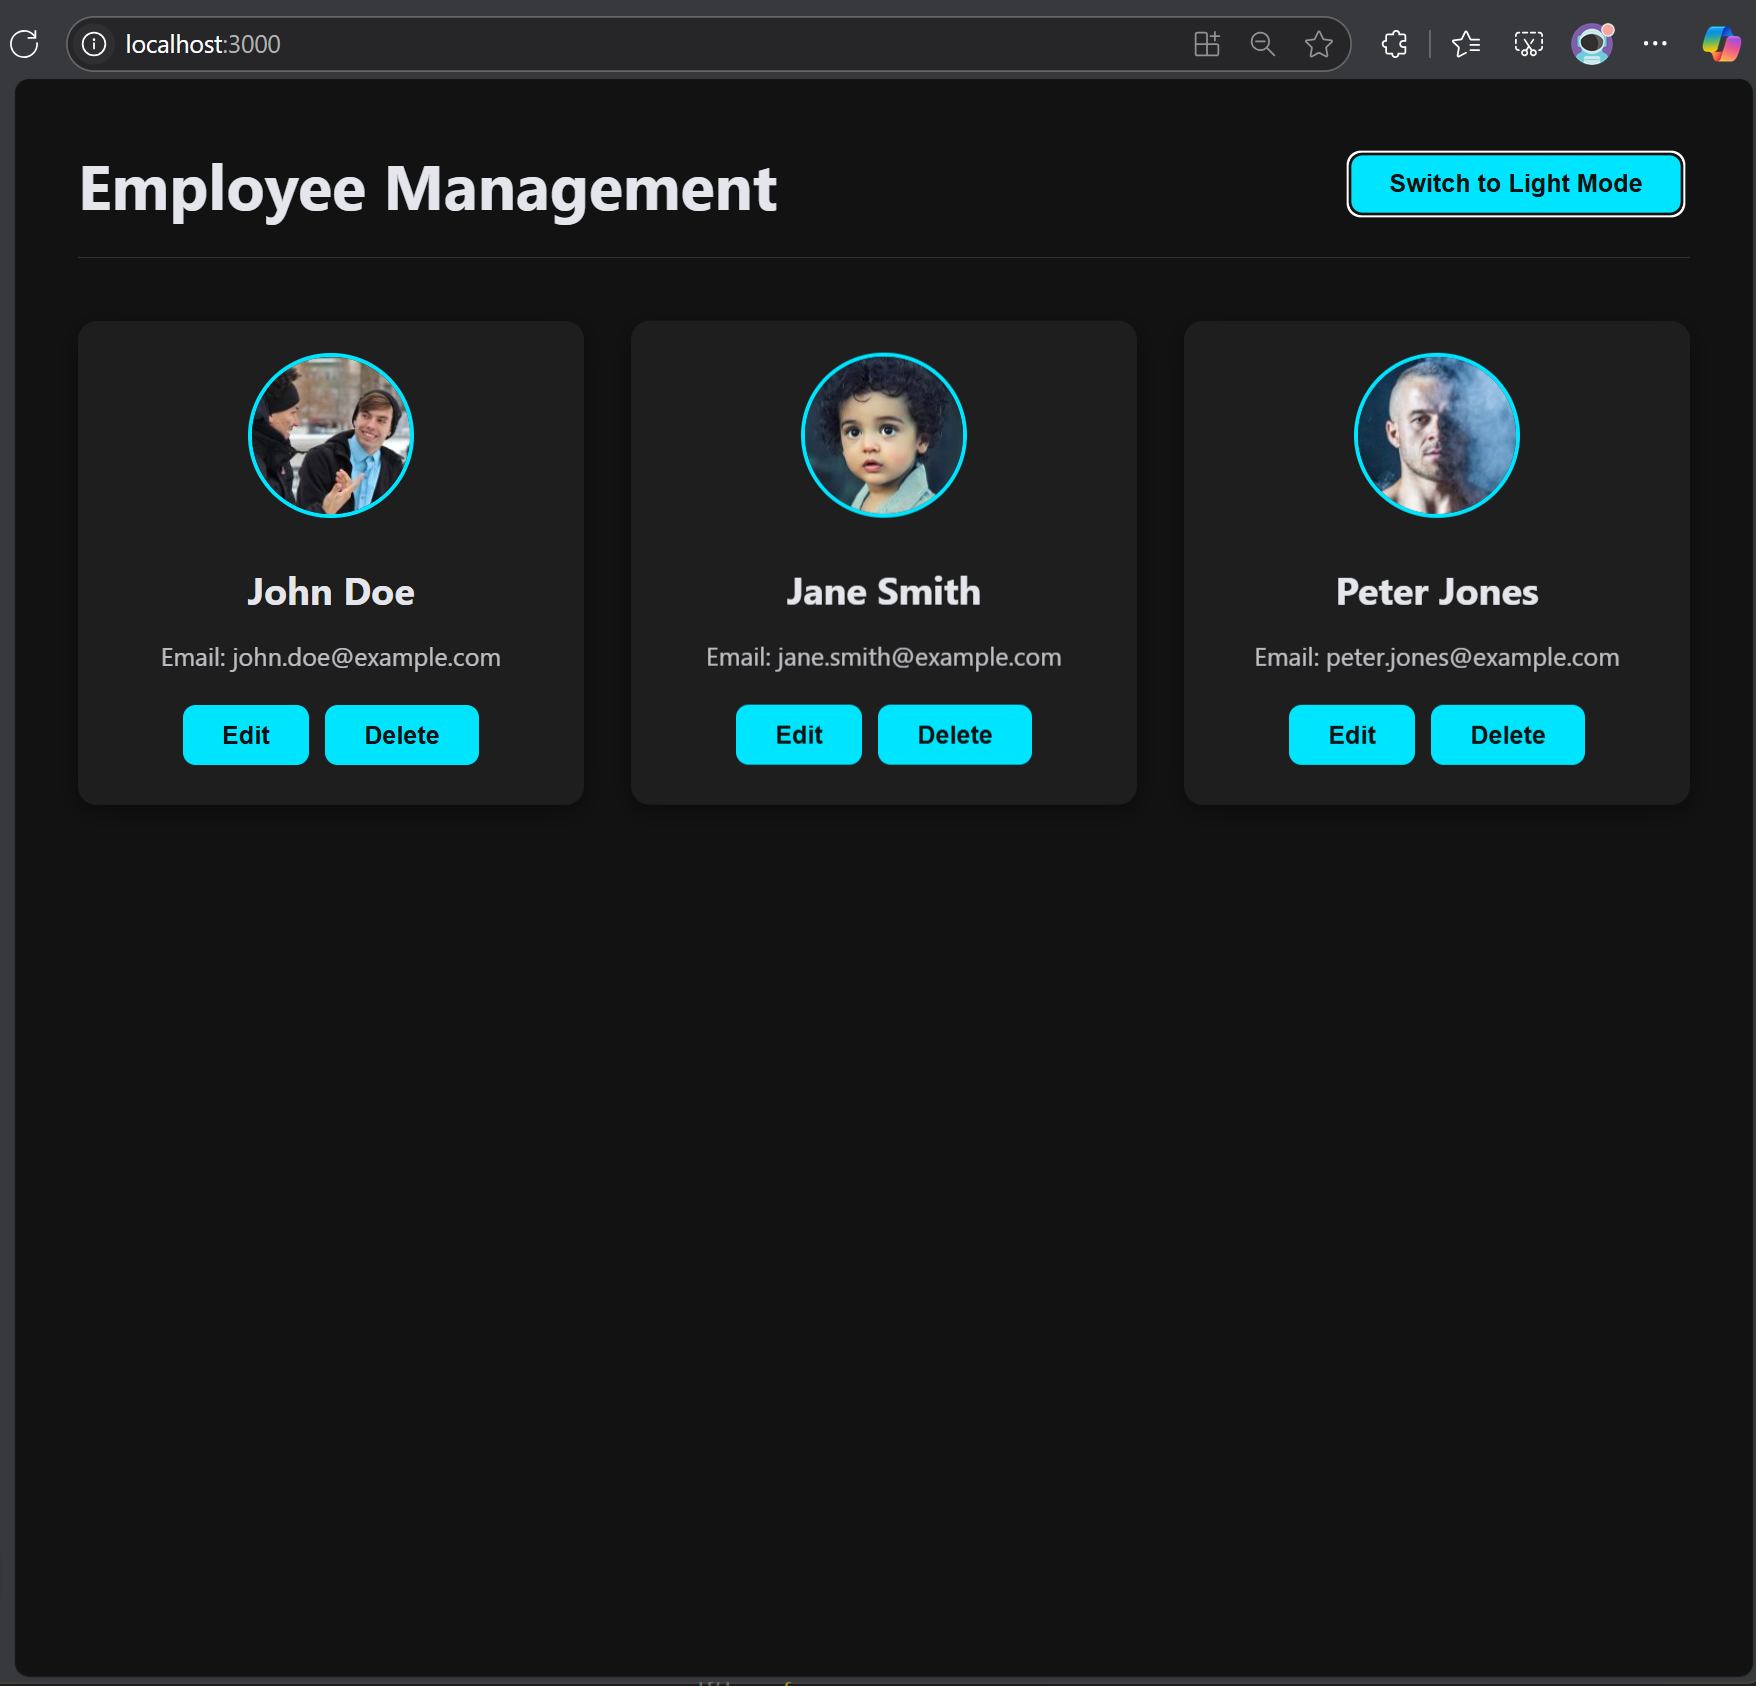 localhost:3000
Employee Management
Switch to Light Mode
John Doe
Email: john.doe@example.com
Edit
Delete
Jane Smith
Email: jane.smith@example.com
Edit
Delete
Peter Jones
Email: peter.jones@example.com
Edit
Delete